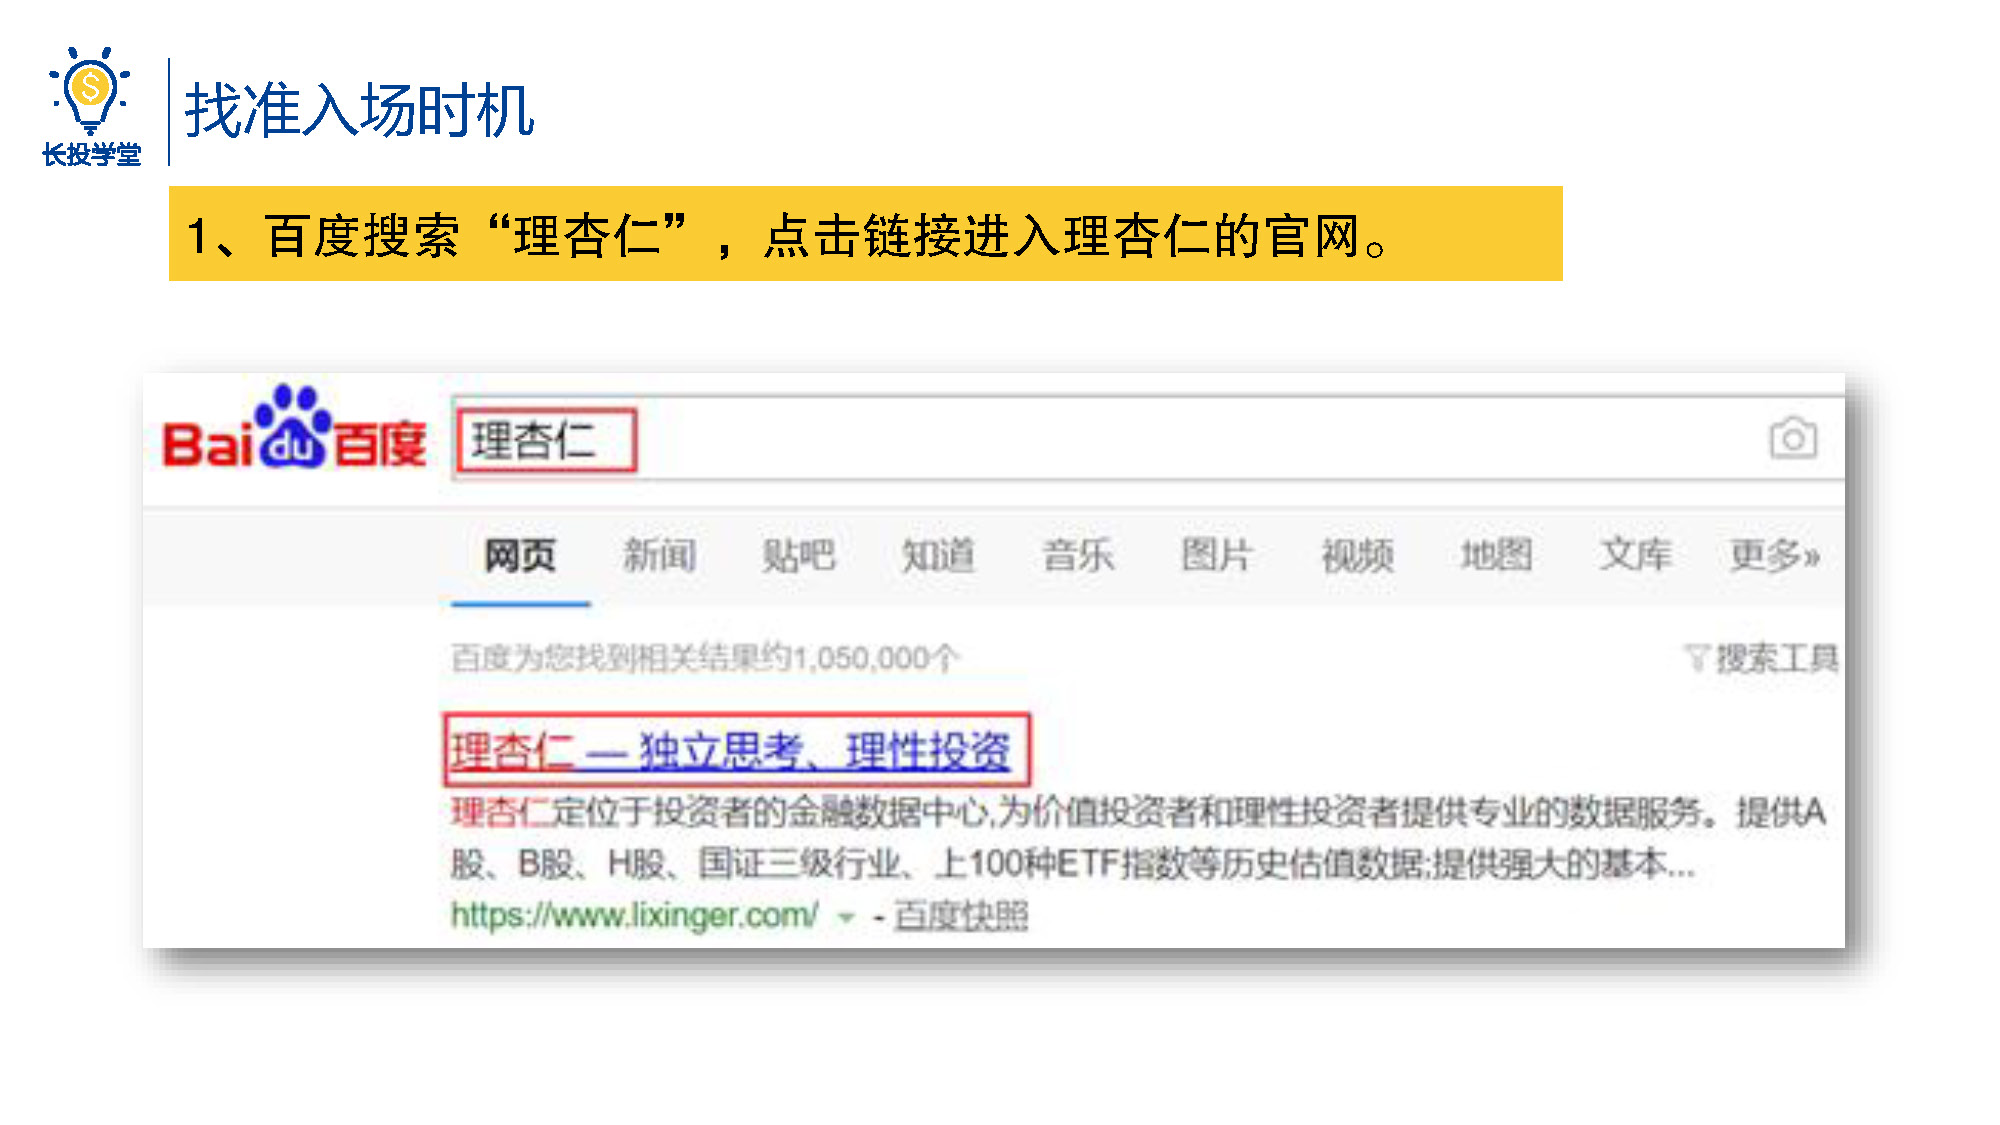 长投学堂
找准入场时机
1、百度搜索“理杏仁”，点击链接进入理杏仁的官网。
Bai du 百度
理杏仁
网页 新闻 贴吧 知道 音乐 图片 视频 地图 文库 更多»
百度为您找到相关结果约1,050,000个 搜索工具
理杏仁 — 独立思考、理性投资
理杏仁定位于投资者的金融数据中心,为价值投资者和理性投资者提供专业的数据服务。提供A
股、B股、H股、国证三级行业、上100种ETF指数等历史估值数据;提供强大的基本...
https://www.lixinger.com/ - 百度快照